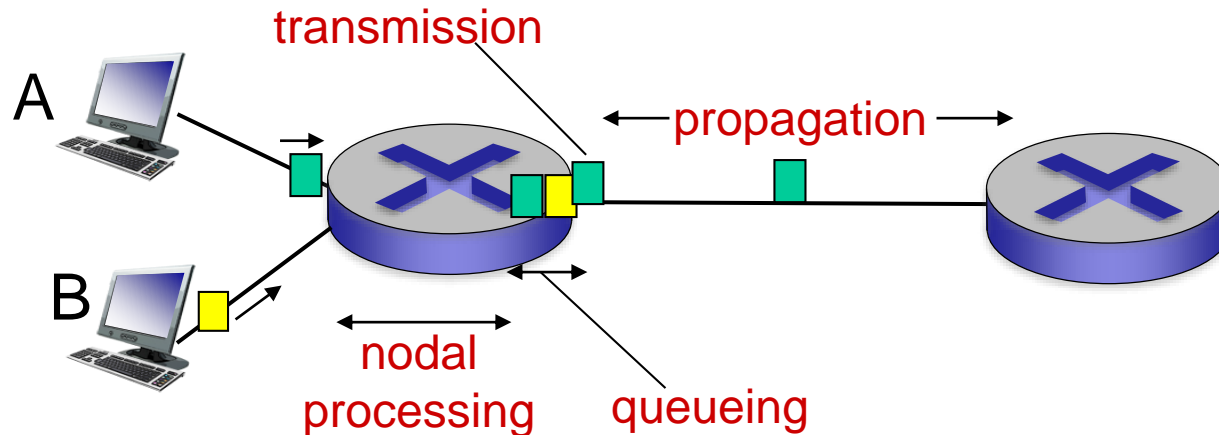 transmission
A
propagation
B
nodal
processing
queueing